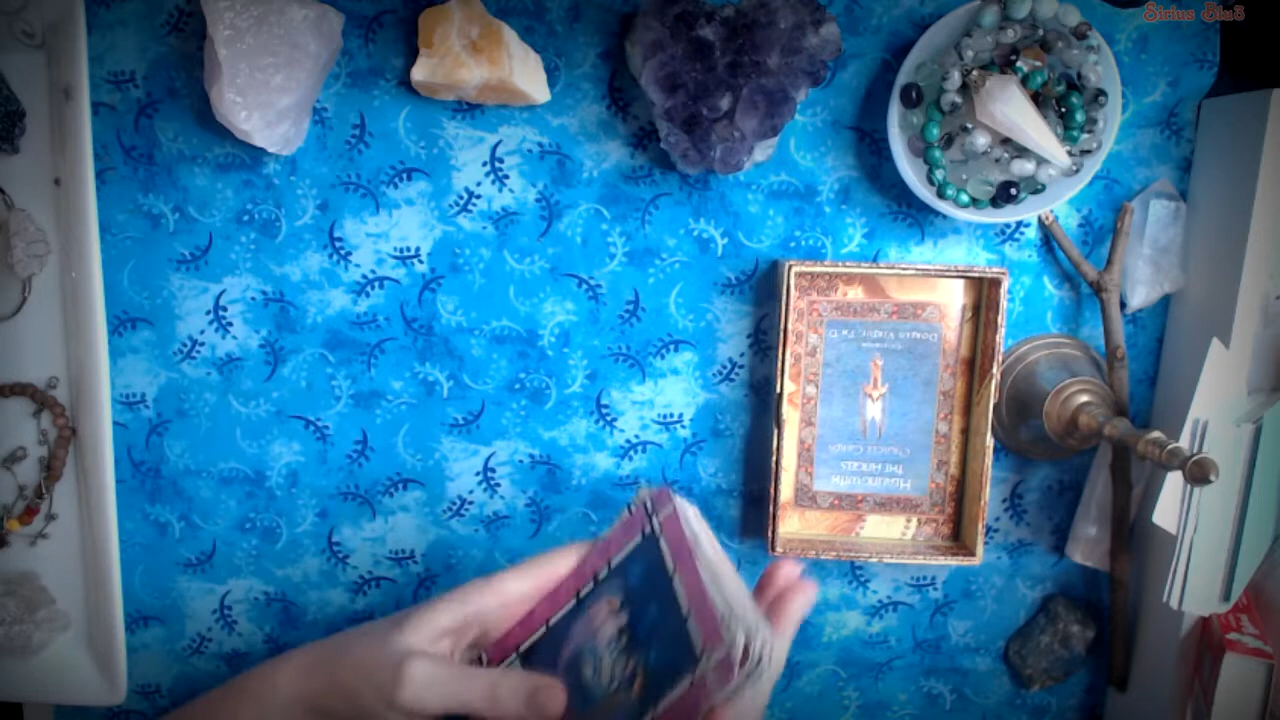 Sirius Blu3
Healing with
the Angels
Oracle Cards
Doreen Virtue, Ph.D.